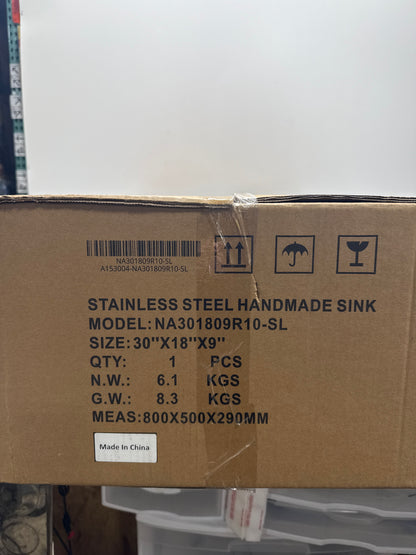 NA301809R10-SL
A153004-NA301809R10-SL
STAINLESS STEEL HANDMADE SINK
MODEL:NA301809R10-SL
SIZE:30"X18"X9"
QTY: 1 PCS
N.W.: 6.1 KGS
G.W.: 8.3 KGS
MEAS:800X500X290MM
Made In China